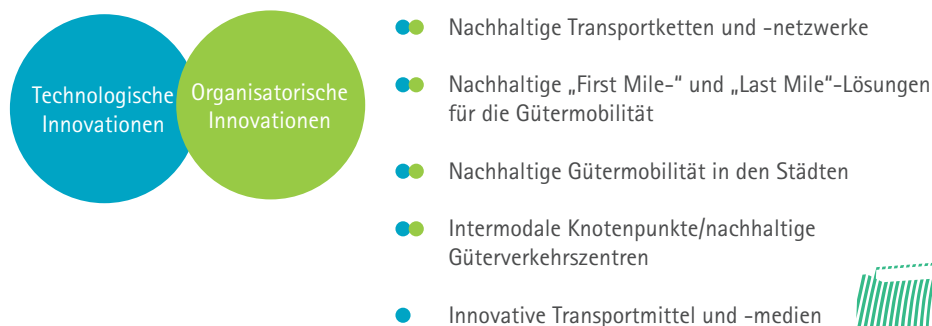 Technologische
Innovationen
Organisatorische
Innovationen
Nachhaltige Transportketten und -netzwerke
Nachhaltige „First Mile-“ und „Last Mile“-Lösungen
für die Gütermobilität
Nachhaltige Gütermobilität in den Städten
Intermodale Knotenpunkte/nachhaltige
Güterverkehrszentren
Innovative Transportmittel und -medien